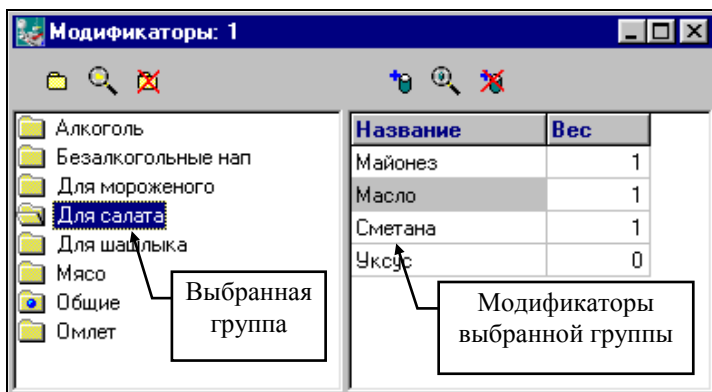 Модификаторы: 1
Алкоголь
Безалкогольные нап
Для мороженого
Для салата
Для шашлыка
Мясо
Общие
Омлет
Выбранная
группа
Название Вес
Майонез 1
Масло 1
Сметана 1
Уксус 0
Модификаторы
выбранной группы